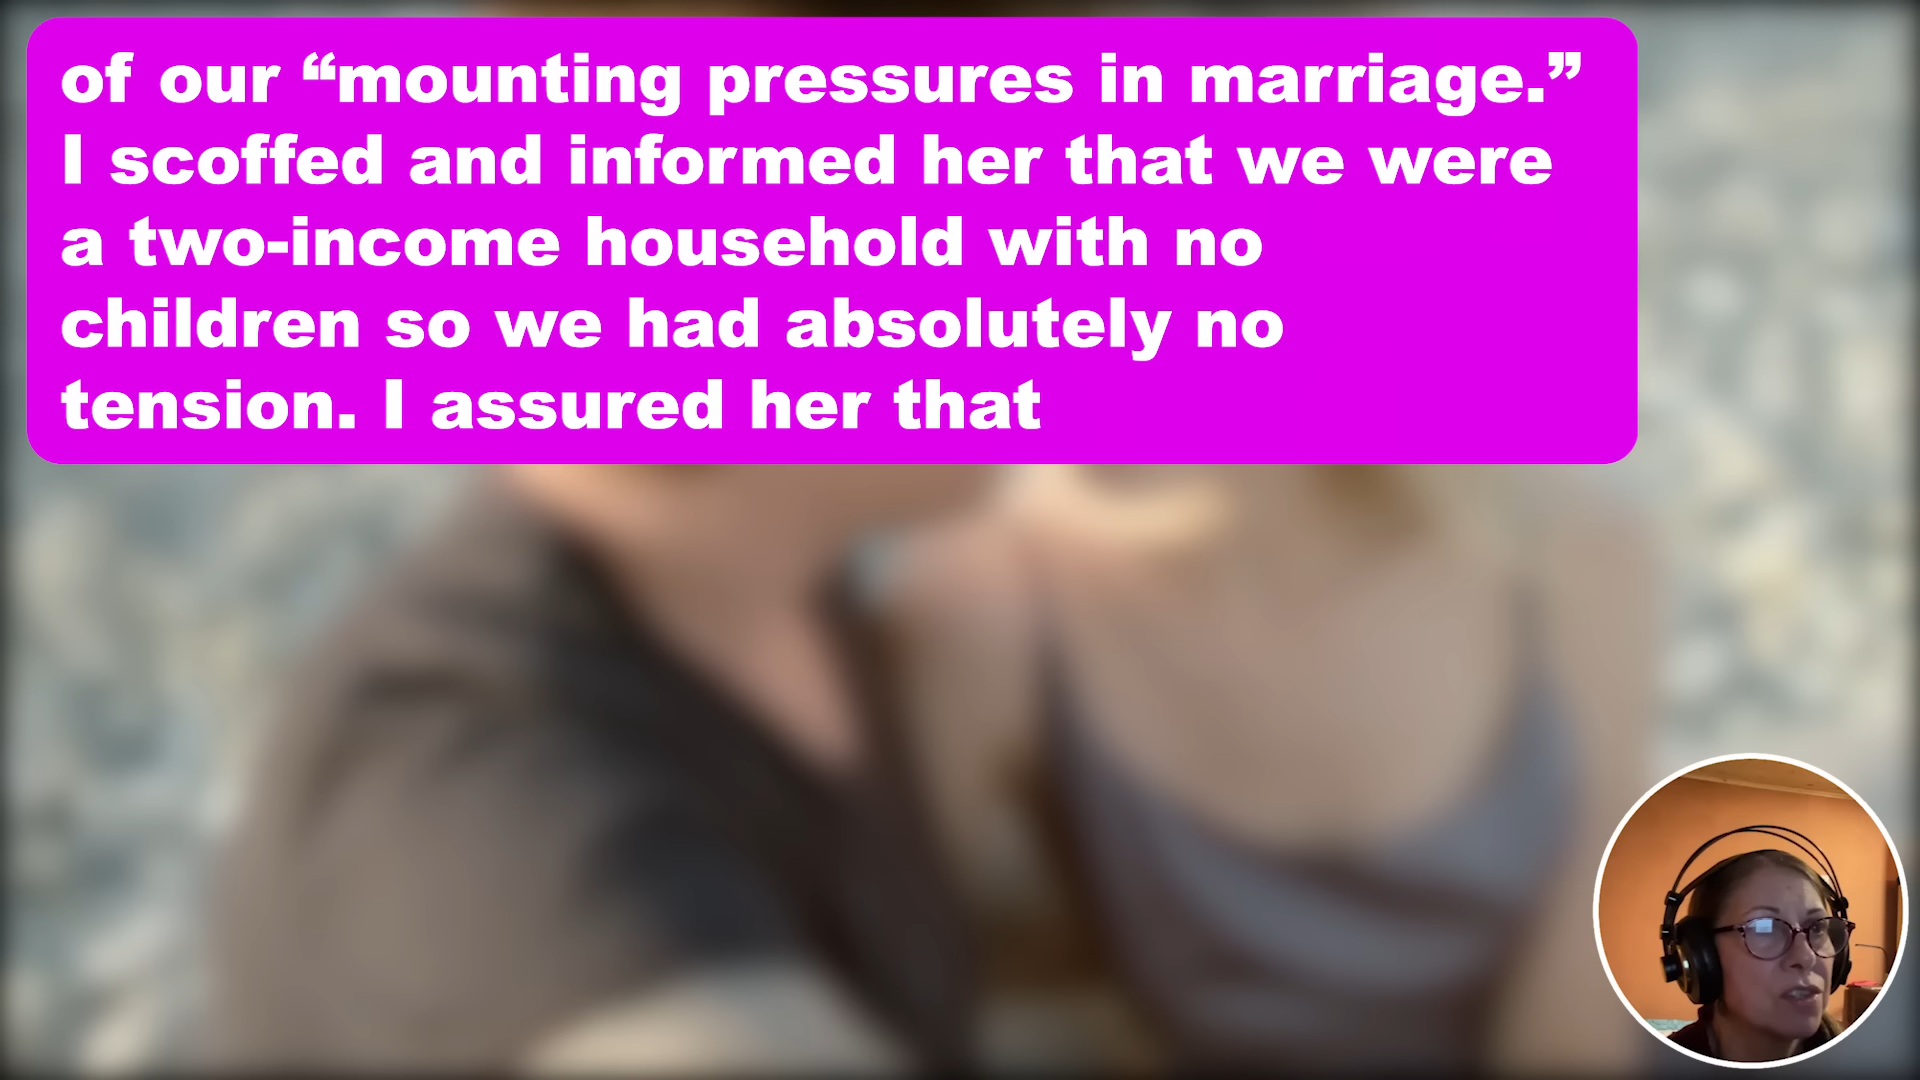 of our “mounting pressures in marriage.”
I scoffed and informed her that we were
a two-income household with no
children so we had absolutely no
tension. I assured her that